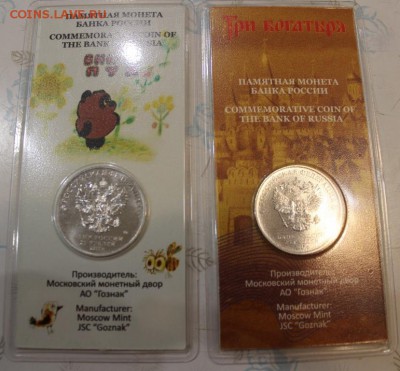 COINS.LAVE.RU
ПАМЯТНАЯ МОНЕТА
БАНКА РОССИИ
COMMEMORATIVE COIN OF
THE BANK OF RUSSIA
Производитель:
Московский монетный двор
АО "Гознак"
Manufacturer:
Moscow Mint
JSC "Goznak"
Три богатыря
ПАМЯТНАЯ МОНЕТА
БАНКА РОССИИ
COMMEMORATIVE COIN OF
THE BANK OF RUSSIA
Производитель:
Московский монетный двор
АО "Гознак"
Manufacturer:
Moscow Mint
JSC "Goznak"